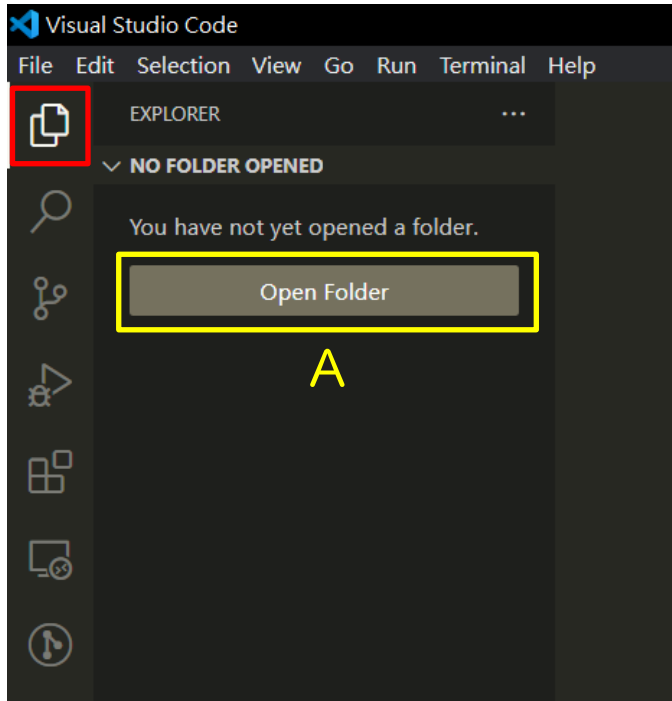 Visual Studio Code
File Edit Selection View Go Run Terminal Help
EXPLORER ...
NO FOLDER OPENED
You have not yet opened a folder.
Open Folder
A